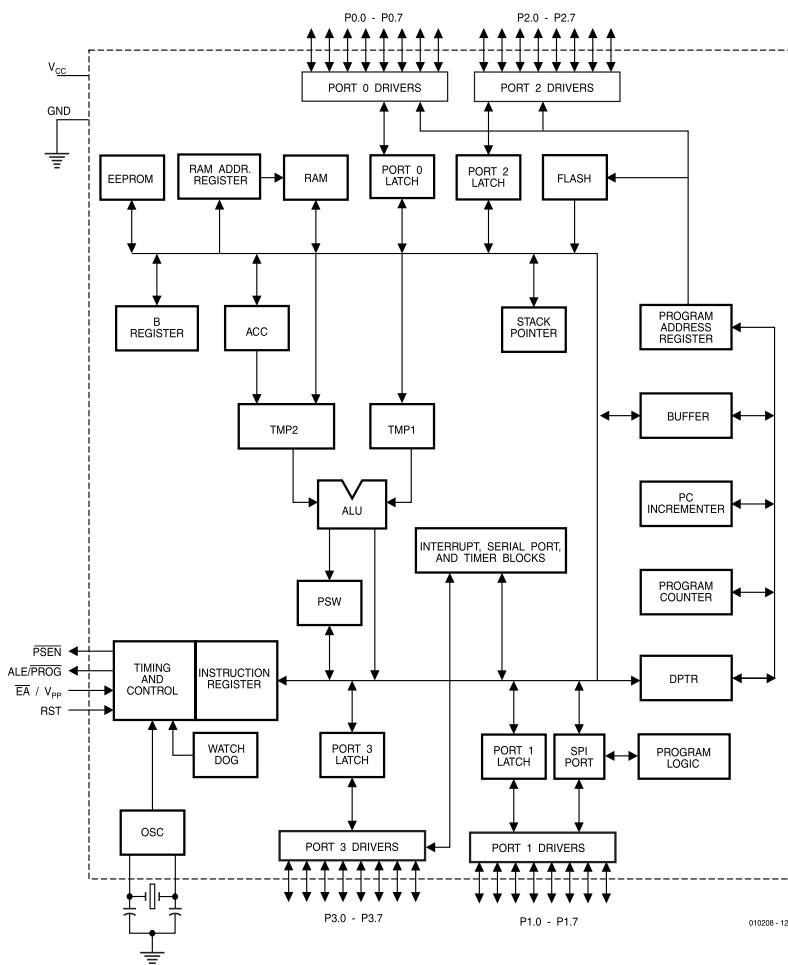 P0.0 - P0.7
P2.0 - P2.7
VCC
PORT 0 DRIVERS
PORT 2 DRIVERS
GND
EEPROM
RAM ADDR.
REGISTER
RAM
PORT 0
LATCH
PORT 2
LATCH
FLASH
B
REGISTER
ACC
STACK
POINTER
PROGRAM
ADDRESS
REGISTER
TMP2
TMP1
BUFFER
ALU
PC
INCREMENTER
INTERRUPT, SERIAL PORT,
AND TIMER BLOCKS
PSW
PROGRAM
COUNTER
PSEN
ALE/PROG
EA / VPP
RST
TIMING
AND
CONTROL
INSTRUCTION
REGISTER
DPTR
WATCH
DOG
PORT 3
LATCH
PORT 1
LATCH
SPI
PORT
PROGRAM
LOGIC
OSC
PORT 3 DRIVERS
PORT 1 DRIVERS
P3.0 - P3.7
P1.0 - P1.7
010208 - 12